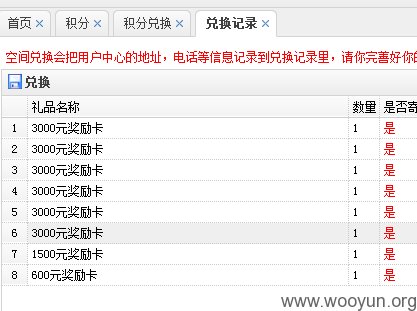 首页 积分 积分兑换 兑换记录
空间兑换会把用户中心的地址，电话等信息记录到兑换记录里，请你完善好你的
兑换
礼品名称 数量 是否寄
1 3000元奖励卡 1 是
2 3000元奖励卡 1 是
3 3000元奖励卡 1 是
4 3000元奖励卡 1 是
5 3000元奖励卡 1 是
6 3000元奖励卡 1 是
7 1500元奖励卡 1 是
8 600元奖励卡 1 是
www.wooyun.org